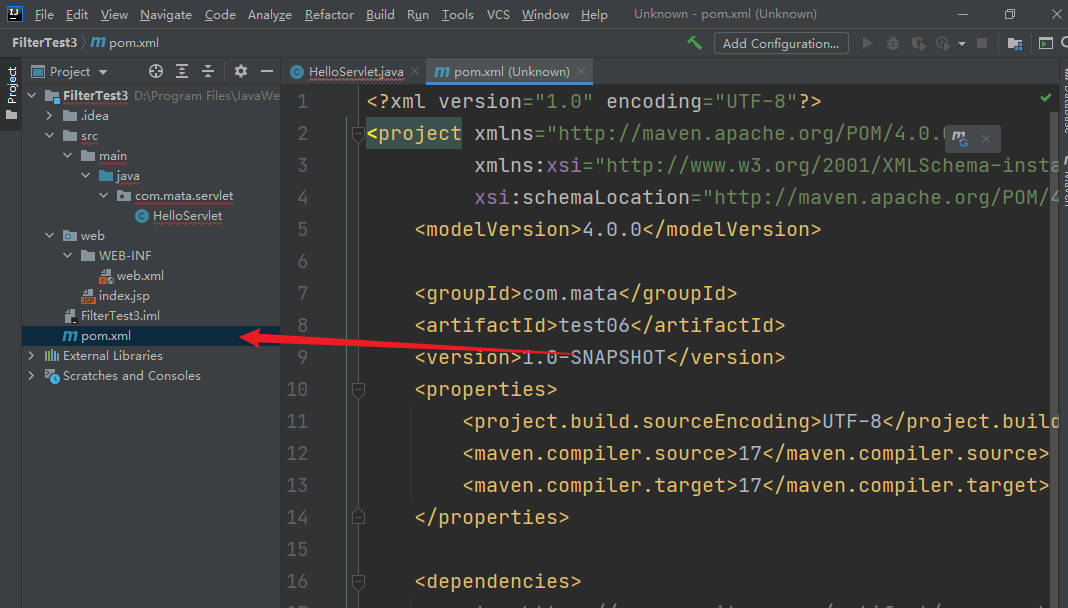 File Edit View Navigate Code Analyze Refactor Build Run Tools VCS Window Help Unknown - pom.xml (Unknown)
FilterTest3 pom.xml
Add Configuration...
Project
Project
HelloServlet.java
pom.xml (Unknown)
FilterTest3 D:\Program Files\JavaWe
.idea
src
main
java
com.mata.servlet
HelloServlet
web
WEB-INF
web.xml
index.jsp
FilterTest3.iml
pom.xml
External Libraries
Scratches and Consoles
1 <?xml version="1.0" encoding="UTF-8"?>
2 <project xmlns="http://maven.apache.org/POM/4.0.
3 xmlns:xsi="http://www.w3.org/2001/XMLSchema-insta
4 xsi:schemaLocation="http://maven.apache.org/POM/4
5 <modelVersion>4.0.0</modelVersion>
6
7 <groupId>com.mata</groupId>
8 <artifactId>test06</artifactId>
9 <version>1.0-SNAPSHOT</version>
10 <properties>
11 <project.build.sourceEncoding>UTF-8</project.build
12 <maven.compiler.source>17</maven.compiler.source>
13 <maven.compiler.target>17</maven.compiler.target>
14 </properties>
15
16 <dependencies>